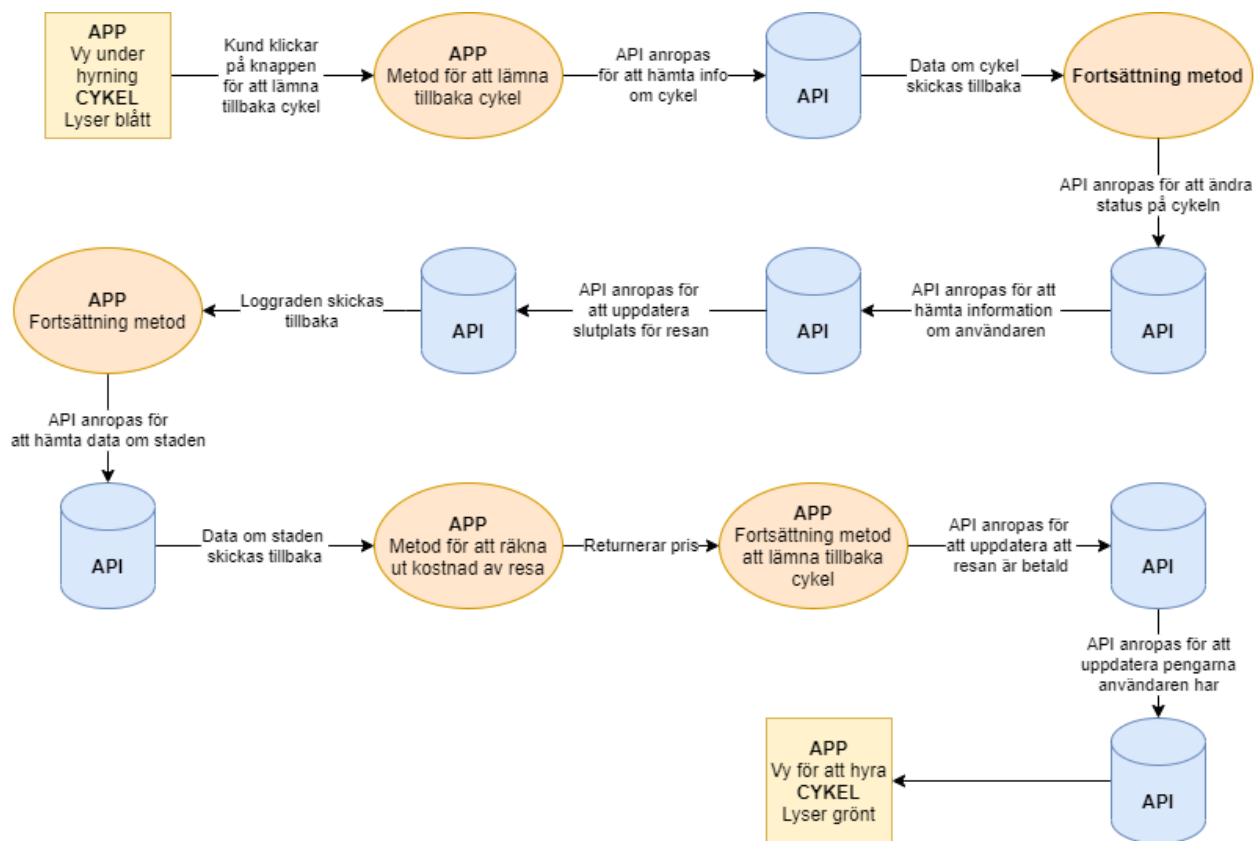 APP
Vy under
hyrning
CYKEL
Lyser blått
Kund klickar
på knappen
för att lämna
tillbaka cykel
APP
Metod för att lämna
tillbaka cykel
API anropas
för att hämta info
om cykel
API
Data om cykel
skickas tillbaka
Fortsättning metod
API anropas för att ändra
status på cykeln
API
API anropas för att
hämta information
om användaren
API
API anropas för
att uppdatera
slutplats för resan
API
Loggraden skickas
tillbaka
APP
Fortsättning metod
API anropas för
att hämta data om staden
API
Data om staden
skickas tillbaka
APP
Metod för att räkna
ut kostnad av resa
Returnerar pris
APP
Fortsättning metod
att lämna tillbaka
cykel
API anropas för
att uppdatera att
resan är betald
API
API anropas för att
uppdatera pengarna
användaren har
API
APP
Vy för att hyra
CYKEL
Lyser grönt